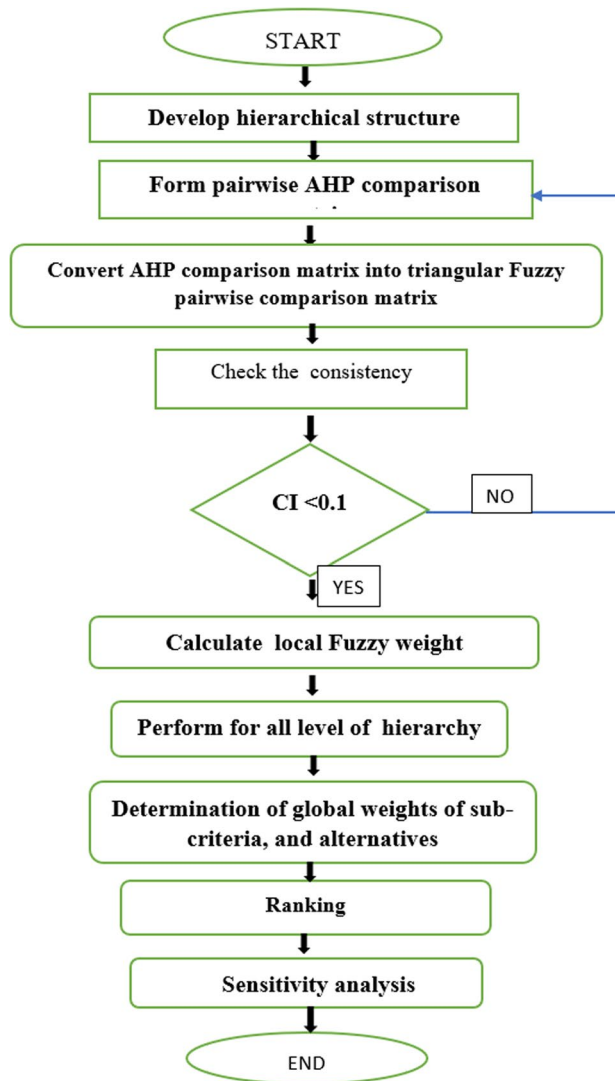 START
Develop hierarchical structure
Form pairwise AHP comparison
Convert AHP comparison matrix into triangular Fuzzy
pairwise comparison matrix
Check the consistency
CI <0.1
NO
YES
Calculate local Fuzzy weight
Perform for all level of hierarchy
Determination of global weights of sub-
criteria, and alternatives
Ranking
Sensitivity analysis
END